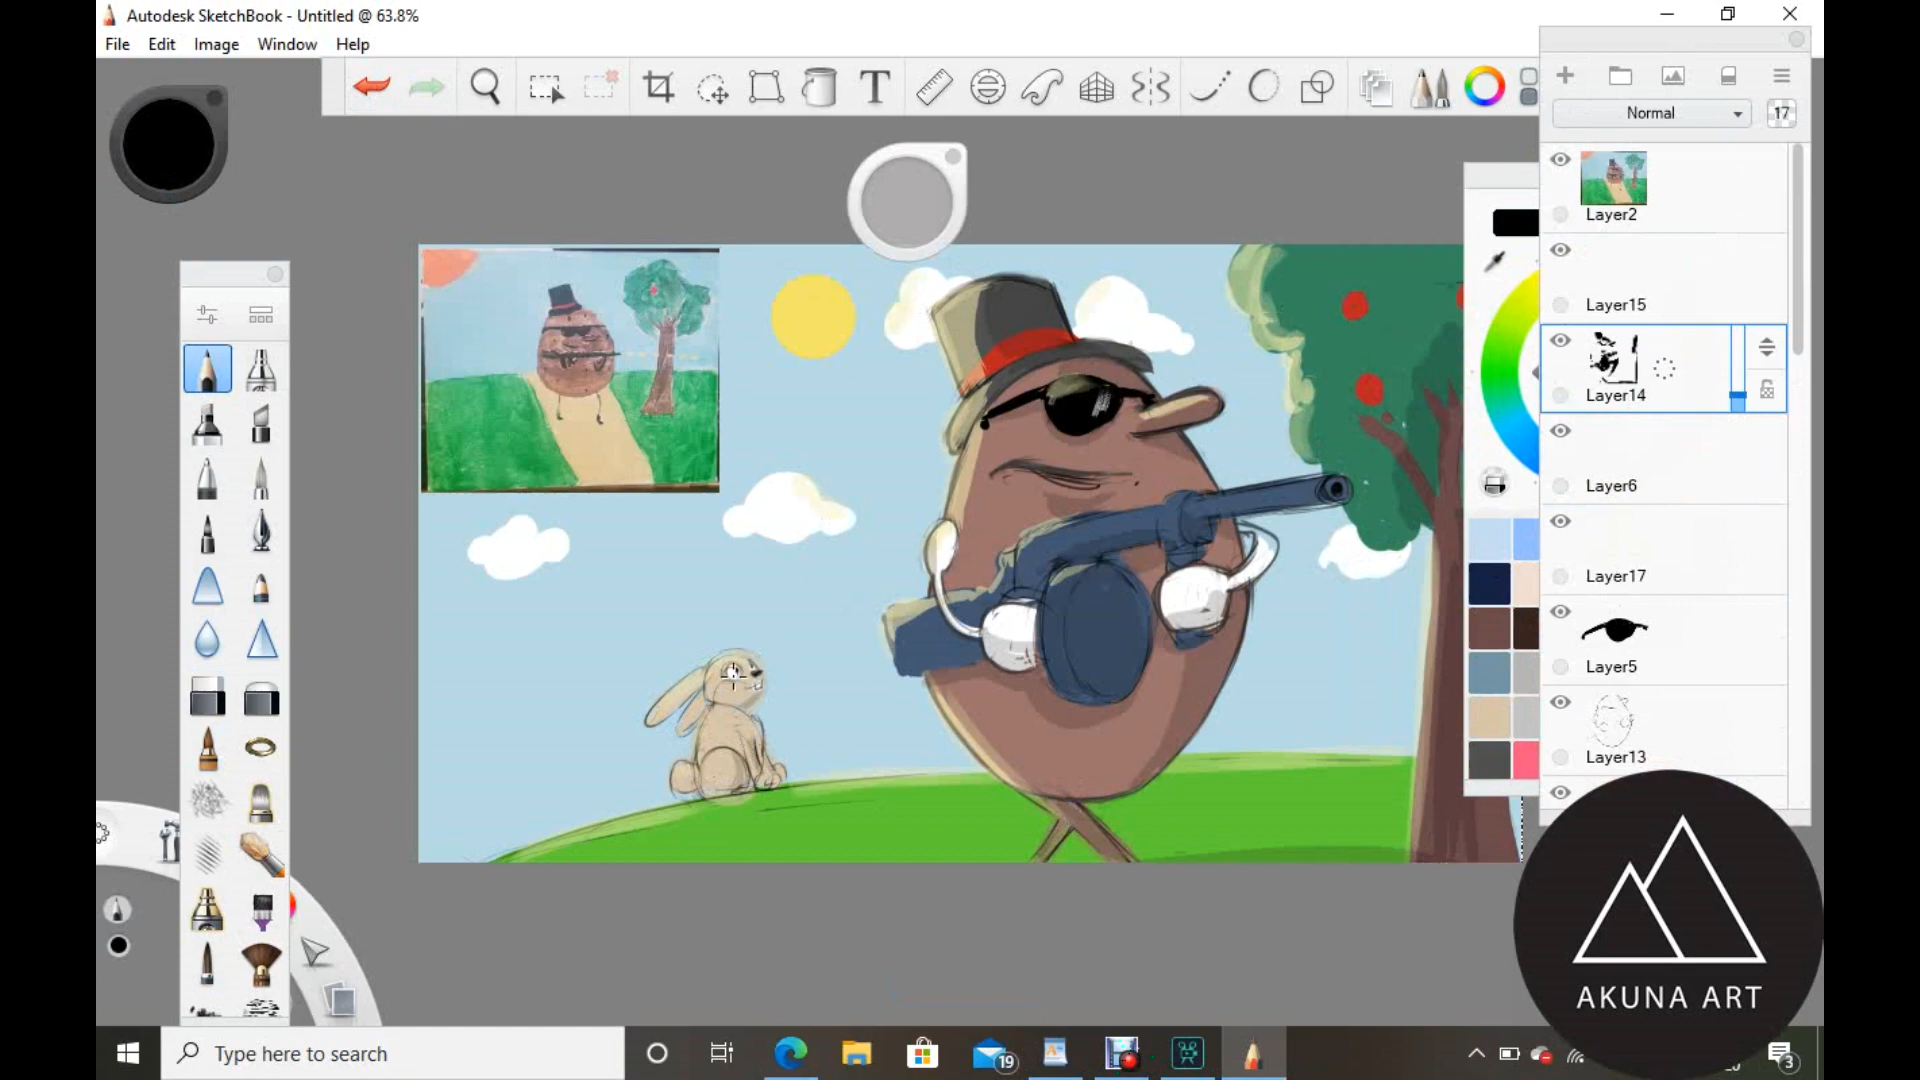 Autodesk SketchBook - Untitled @ 63.8%
File Edit Image Window Help
T
Normal
17
Layer2
Layer15
Layer14
Layer6
Layer17
Layer5
Layer13
AKUNA ART
Type here to search
19
3